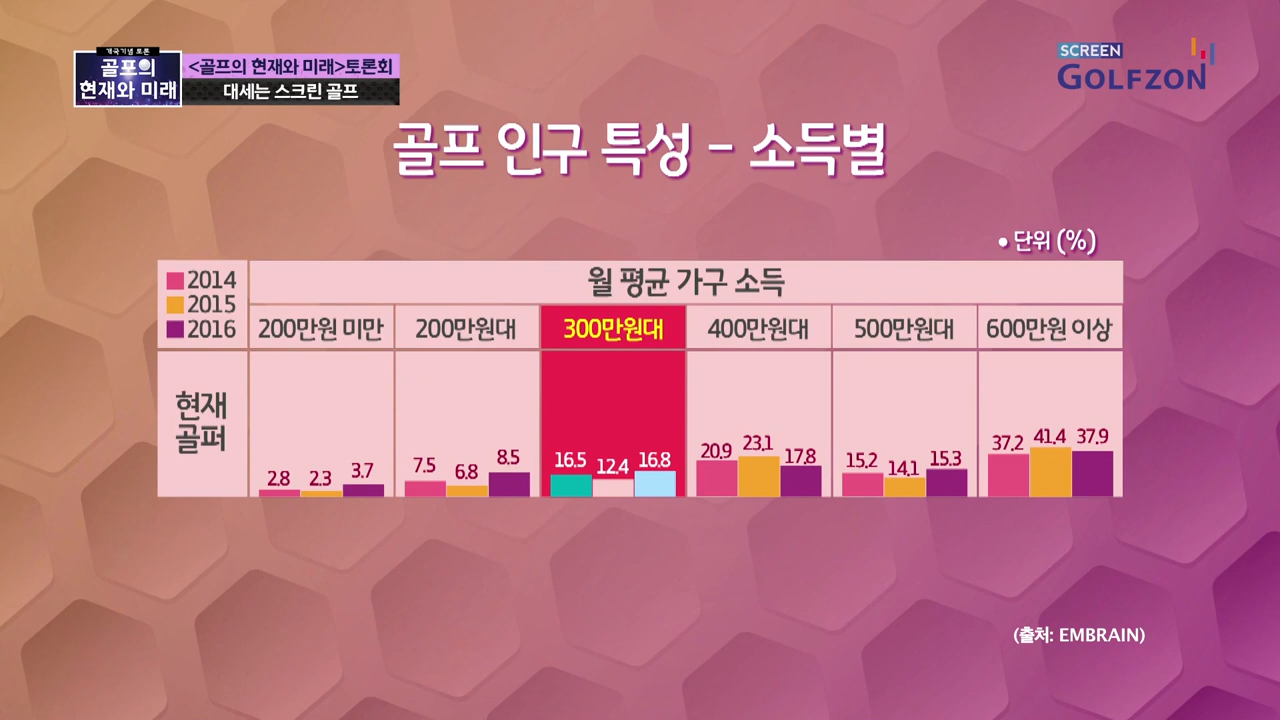 개국기념 토론
골프의
현재와 미래
<골프의 현재와 미래>토론회
대세는 스크린 골프
SCREEN
GOLFZON
골프 인구 특성 - 소득별
• 단위 (%)
2014
2015
2016
월 평균 가구 소득
200만원 미만 200만원대 300만원대 400만원대 500만원대 600만원 이상
현재
골퍼
2.8 2.3 3.7 7.5 6.8 8.5 16.5 12.4 16.8 20.9 23.1 17.8 15.2 14.1 15.3 37.2 41.4 37.9
(출처: EMBRAIN)